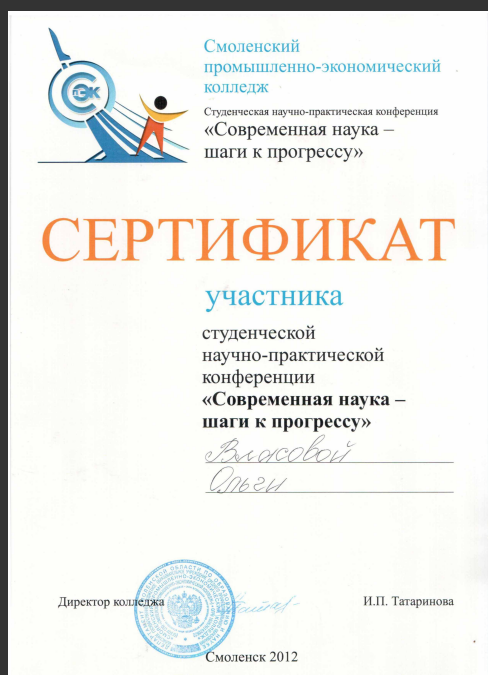 Смоленский
промышленно-экономический
колледж
Студенческая научно-практическая конференция
«Современная наука –
шаги к прогрессу»
СЕРТИФИКАТ
участника
студенческой
научно-практической
конференции
«Современная наука –
шаги к прогрессу»
Власовой
Ольги
Директор колледжа
И.П. Татаринова
Смоленск 2012